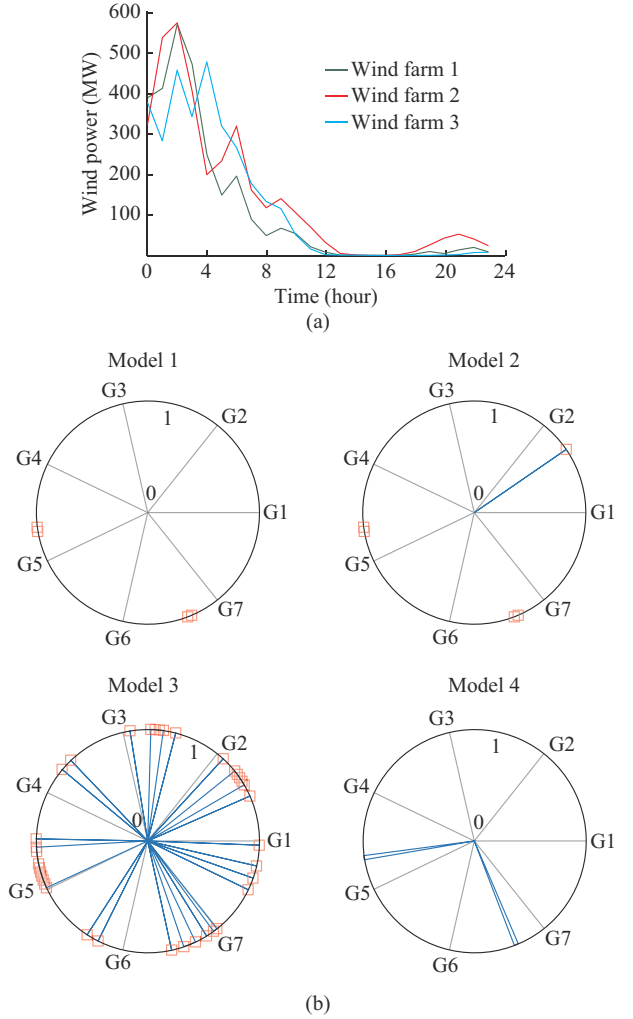 600
500
400
300
200
100
Wind power (MW)
Wind farm 1
Wind farm 2
Wind farm 3
0 4 8 12 16 20 24
Time (hour)
(a)
Model 1
G3
G2
1
G4
0
G1
G5
G7
G6
Model 2
G3
G2
1
G4
0
G1
G5
G7
G6
Model 3
G3
G2
1
G4
0
G1
G5
G7
G6
Model 4
G3
G2
1
G4
0
G1
G5
G7
G6
(b)